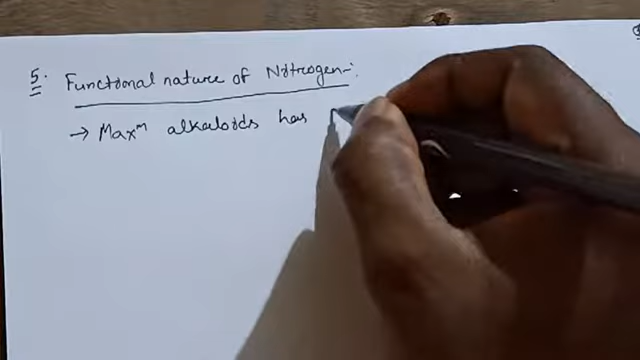 5. Functional nature of Nitrogen-:
→ Maxᵐ alkaloids has